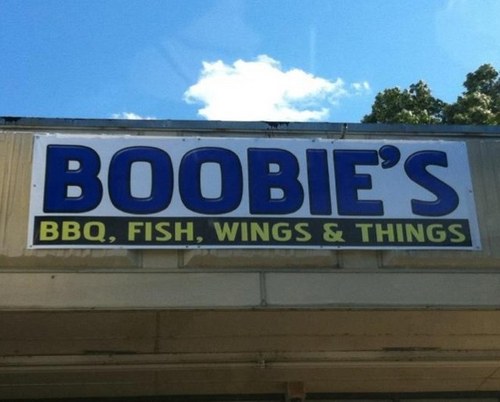 BOOBIE'S
BBQ, FISH, WINGS & THINGS